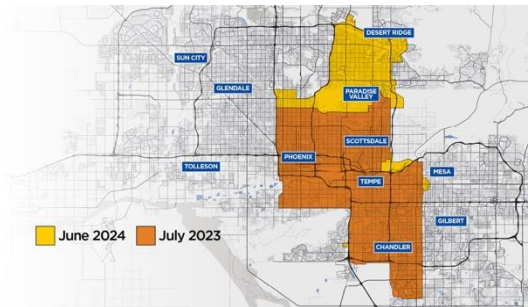 DESERT RIDGE
SUN CITY
GLENDALE
PARADISE
VALLEY
SCOTTSDALE
PHOENIX
TOLLESON
MESA
TEMPE
GILBERT
June 2024
July 2023
CHANDLER